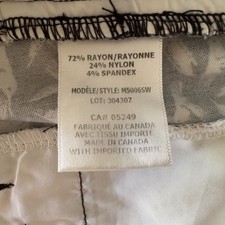 72% RAYON/RAYONNE
24% NYLON
4% SPANDEX
MODÈLE/STYLE: M5006SW
LOT: 304307
CA# 05249
FABRIQUÉ AU CANADA
AVEC TISSU IMPORTÉ
MADE IN CANADA
WITH IMPORTED FABRIC